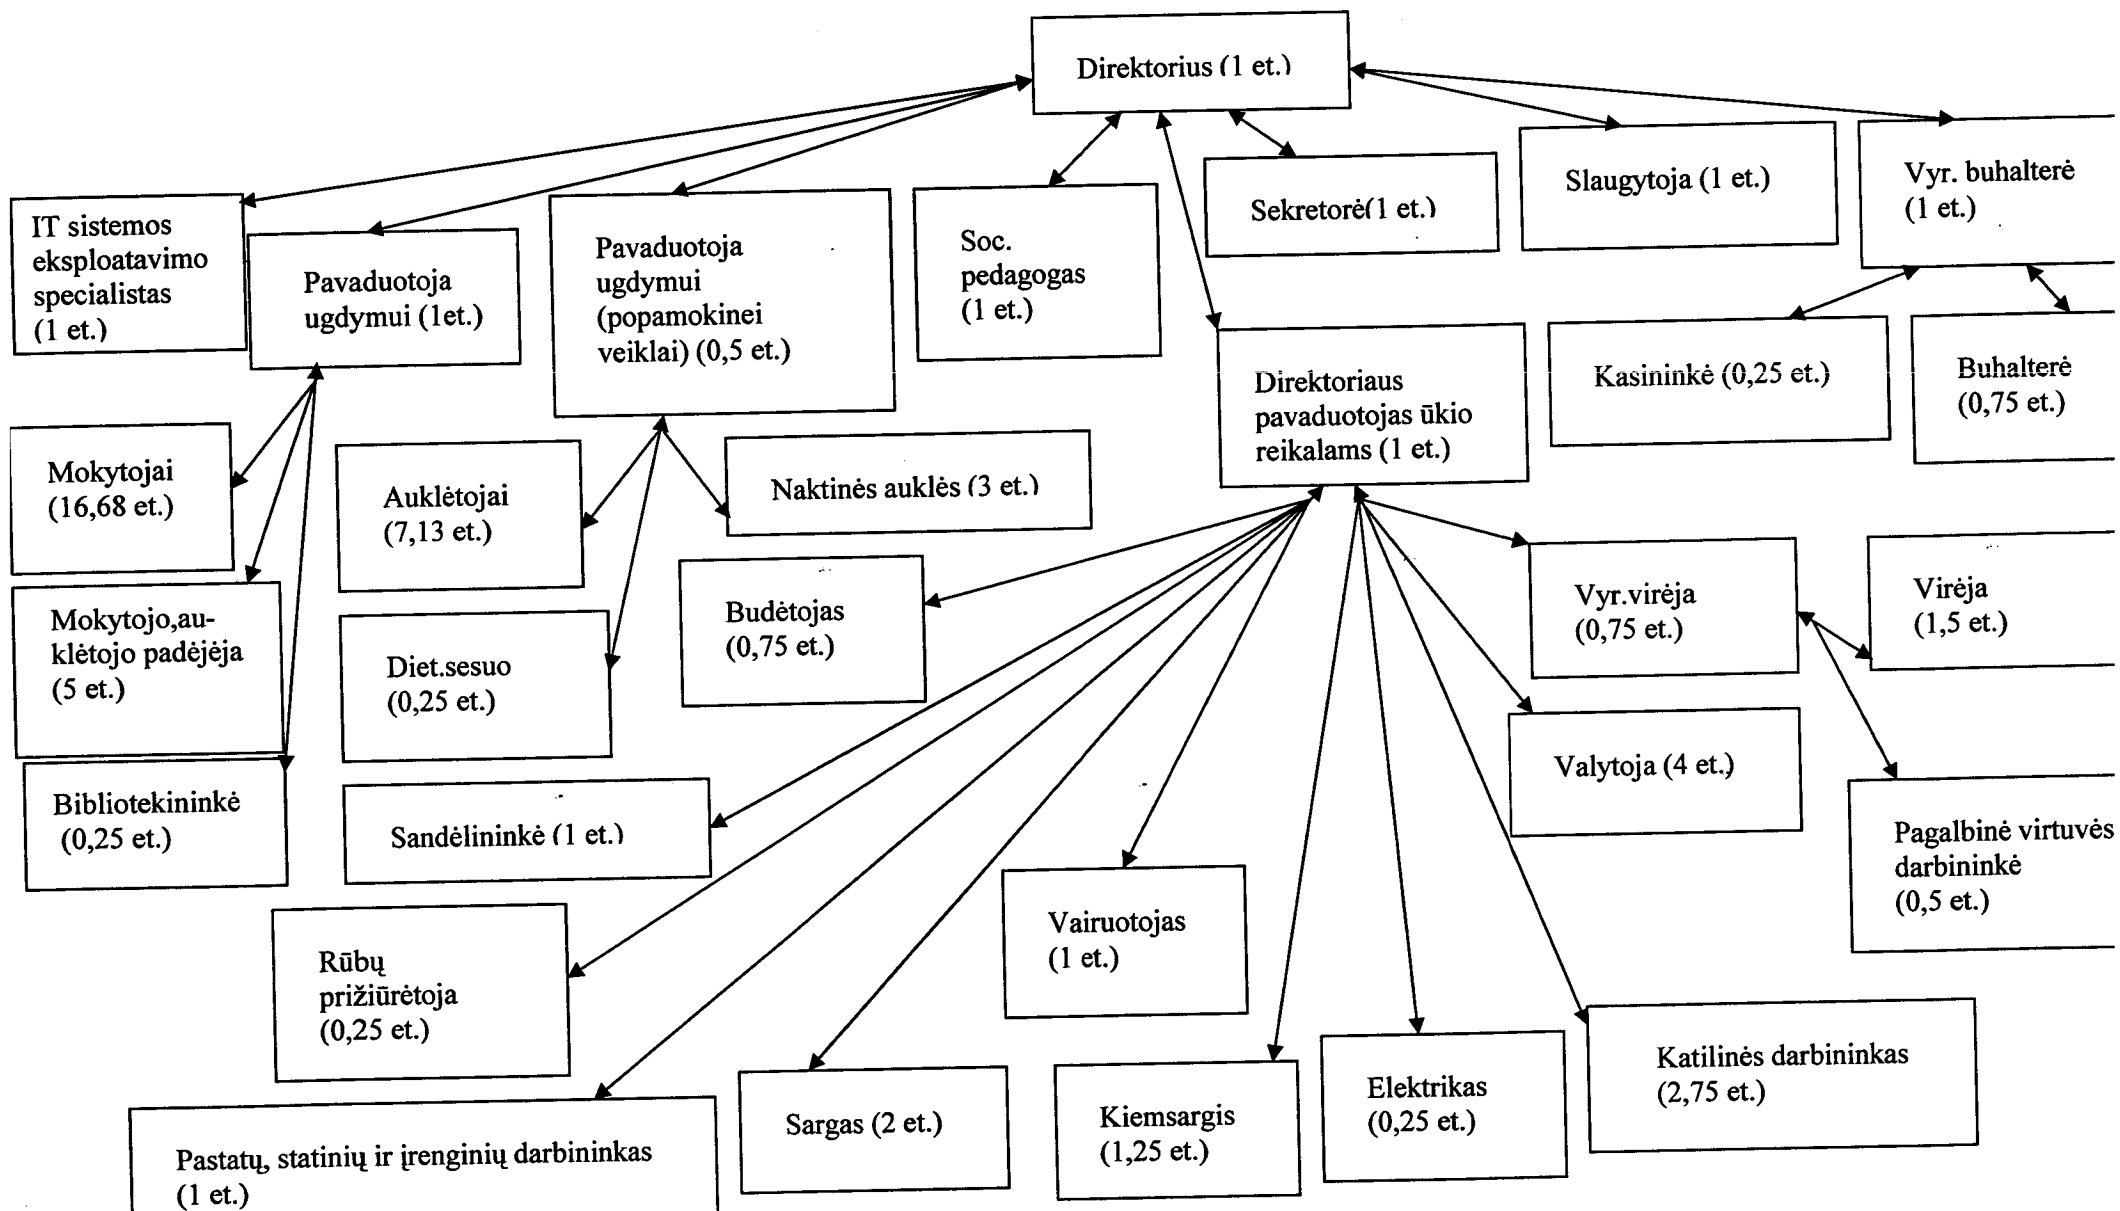 Direktorius (1 et.)
IT sistemos
eksploatavimo
specialistas
(1 et.)
Pavaduotoja
ugdymui (1et.)
Pavaduotoja
ugdymui
(popamokinei
veiklai) (0,5 et.)
Soc.
pedagogas
(1 et.)
Sekretorė(1 et.)
Slaugytoja (1 et.)
Vyr. buhalterė
(1 et.)
Direktoriaus
pavaduotojas ūkio
reikalams (1 et.)
Kasininkė (0,25 et.)
Buhalterė
(0,75 et.)
Mokytojai
(16,68 et.)
Auklėtojai
(7,13 et.)
Naktinės auklės (3 et.)
Mokytojo,au-
klėtojo padėjėja
(5 et.)
Diet.sesuo
(0,25 et.)
Budėtojas
(0,75 et.)
Vyr.virėja
(0,75 et.)
Virėja
(1,5 et.)
Bibliotekininkė
(0,25 et.)
Sandėlininkė (1 et.)
Valytoja (4 et.)
Pagalbinė virtuvės
darbininkė
(0,5 et.)
Rūbų
prižiūrėtoja
(0,25 et.)
Vairuotojas
(1 et.)
Pastatų, statinių ir įrenginių darbininkas
(1 et.)
Sargas (2 et.)
Kiemsargis
(1,25 et.)
Elektrikas
(0,25 et.)
Katilinės darbininkas
(2,75 et.)